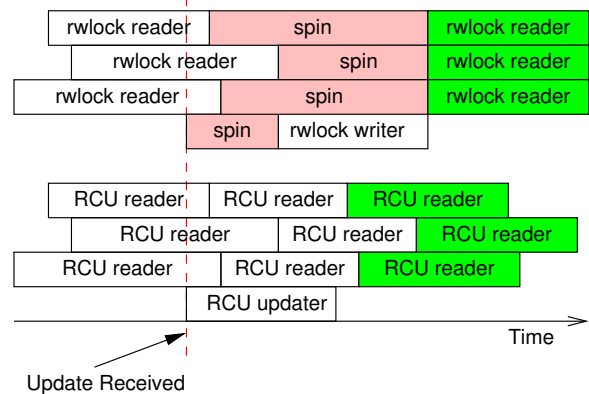 rwlock reader spin rwlock reader
rwlock reader spin rwlock reader
rwlock reader spin rwlock reader
spin rwlock writer
RCU reader RCU reader RCU reader
RCU reader RCU reader RCU reader
RCU reader RCU reader RCU reader
RCU updater
Time
Update Received